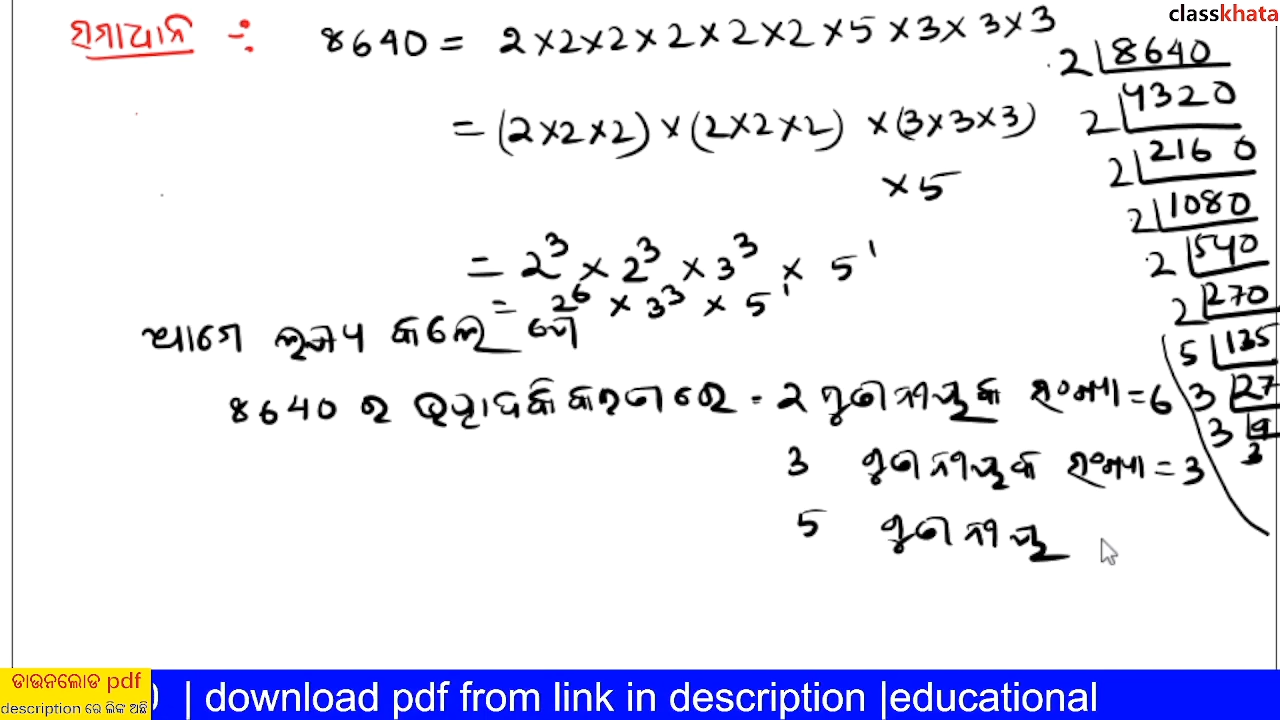 classkhata
ସମାଧାନ -: 8640 = 2×2×2×2×2×2×5×3×3×3
= (2×2×2)×(2×2×2) ×(3×3×3)
×5
= 2³ × 2³ × 3³ × 5¹
= 2⁶ × 3³ × 5¹
ଆମେ ଲକ୍ଷ୍ୟ କଲେ ଯେ
8640 ର ଉତ୍ପାଦକୀକରଣରେ - 2 ଗୁଣନୀୟକ ସଂଖ୍ୟା = 6
3 ଗୁଣନୀୟକ ସଂଖ୍ୟା = 3
5 ଗୁଣନୀୟ
2 | 8640
2 | 4320
2 | 2160
2 | 1080
2 | 540
2 | 270
5 | 135
3 | 27
3 | 9
3
ଡାଉନଲୋଡ pdf
description ରେ ଲିଙ୍କ ଅଛି
| download pdf from link in description |educational